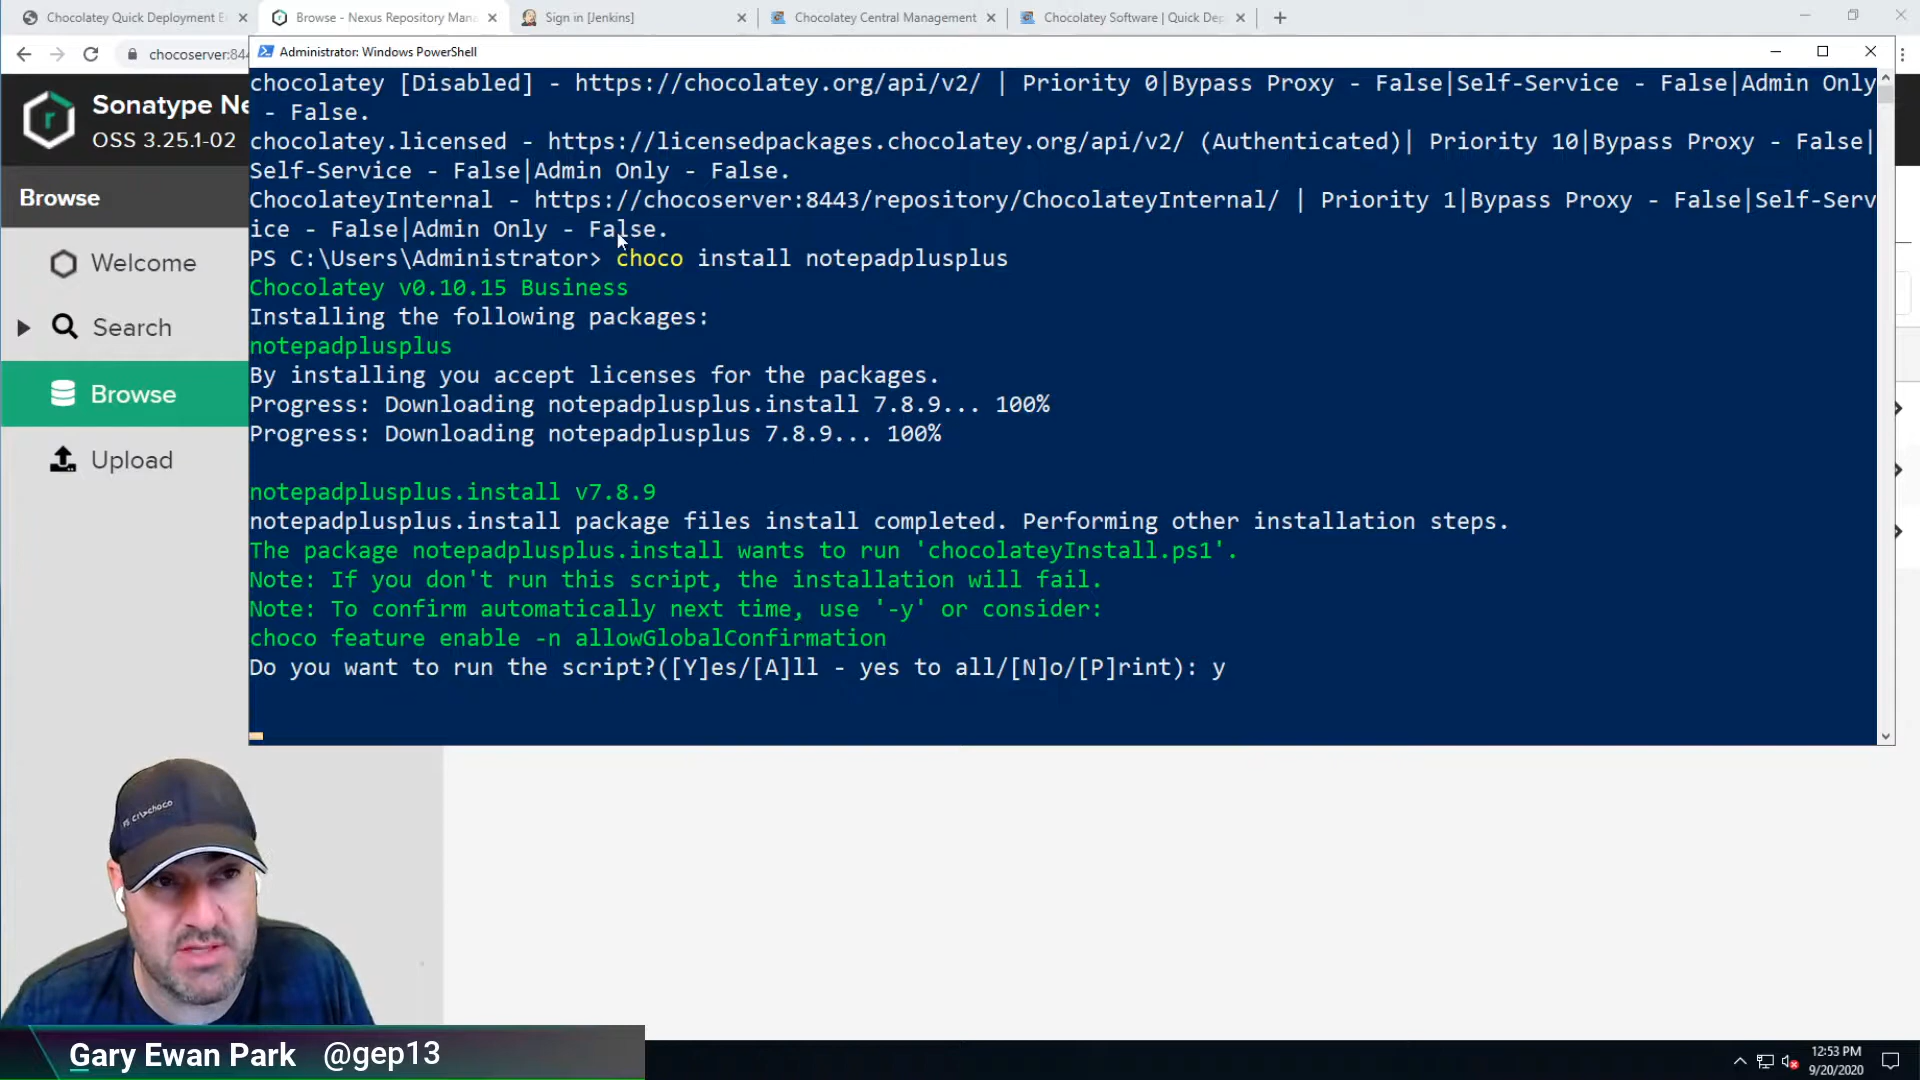 Chocolatey Quick Deployment E
Browse - Nexus Repository Mana
Sign in [Jenkins]
Chocolatey Central Management
Chocolatey Software | Quick Dep
chocoserver:844
Administrator: Windows PowerShell
Sonatype Ne
OSS 3.25.1-02
Browse
Welcome
Search
Browse
Upload
chocolatey [Disabled] - https://chocolatey.org/api/v2/ | Priority 0|Bypass Proxy - False|Self-Service - False|Admin Only
- False.
chocolatey.licensed - https://licensedpackages.chocolatey.org/api/v2/ (Authenticated)| Priority 10|Bypass Proxy - False|
Self-Service - False|Admin Only - False.
ChocolateyInternal - https://chocoserver:8443/repository/ChocolateyInternal/ | Priority 1|Bypass Proxy - False|Self-Serv
ice - False|Admin Only - False.
PS C:\Users\Administrator> choco install notepadplusplus
Chocolatey v0.10.15 Business
Installing the following packages:
notepadplusplus
By installing you accept licenses for the packages.
Progress: Downloading notepadplusplus.install 7.8.9... 100%
Progress: Downloading notepadplusplus 7.8.9... 100%
notepadplusplus.install v7.8.9
notepadplusplus.install package files install completed. Performing other installation steps.
The package notepadplusplus.install wants to run 'chocolateyInstall.ps1'.
Note: If you don't run this script, the installation will fail.
Note: To confirm automatically next time, use '-y' or consider:
choco feature enable -n allowGlobalConfirmation
Do you want to run the script?([Y]es/[A]ll - yes to all/[N]o/[P]rint): y
PS C:\>choco
Gary Ewan Park @gep13
12:53 PM
9/20/2020